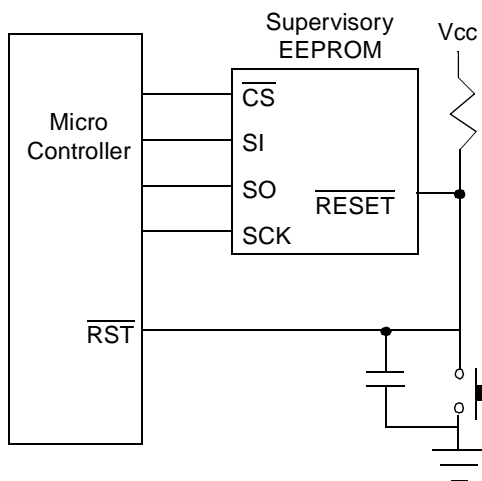 Supervisory
EEPROM
Vcc
Micro
Controller
CS
SI
SO
RESET
SCK
RST